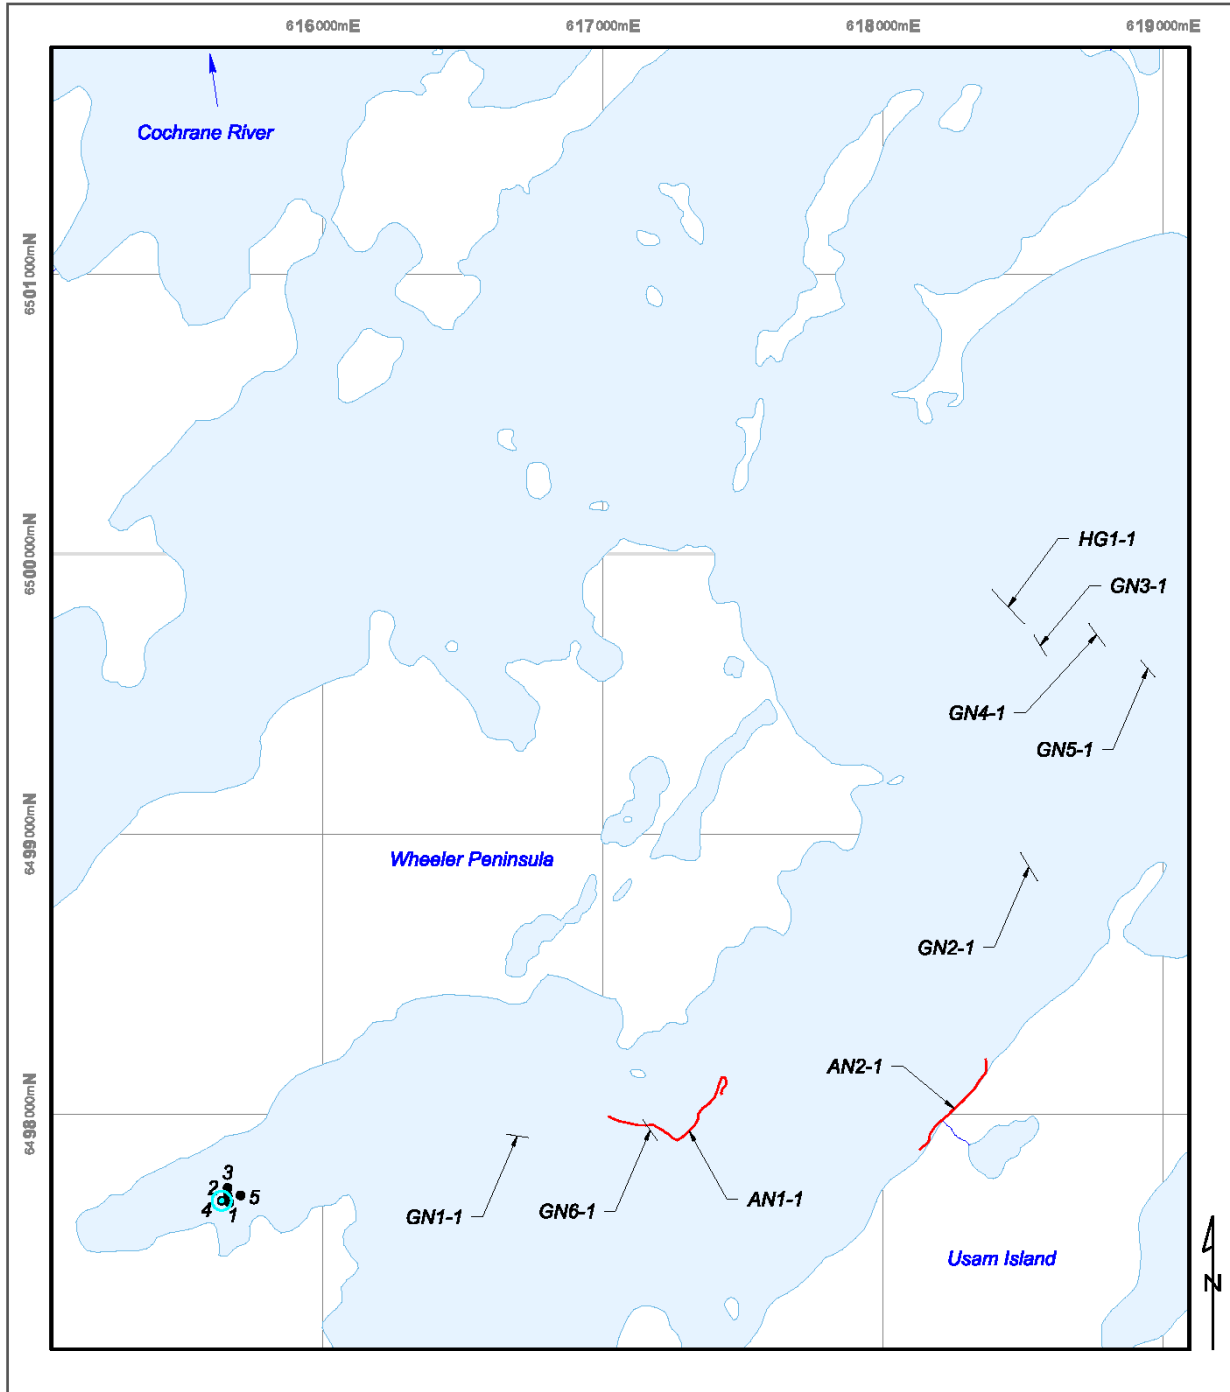 616000mE 617000mE 618000mE 619000mE
Cochrane River
6501000mN
6500000mN
HG1-1
GN3-1
GN4-1
GN5-1
6499000mN
Wheeler Peninsula
GN2-1
AN2-1
6498000mN
3
2
5
4
1
GN1-1
GN6-1
AN1-1
Usam Island
N